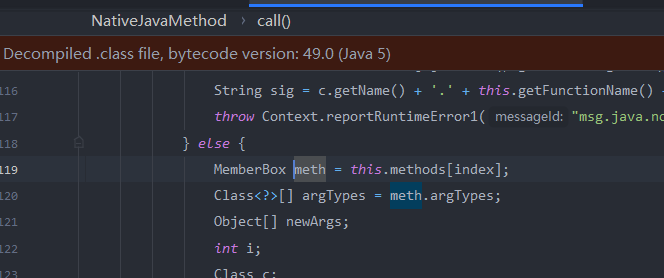 NativeJavaMethod › call()
Decompiled .class file, bytecode version: 49.0 (Java 5)
116 String sig = c.getName() + '.' + this.getFunctionName() +
117 throw Context.reportRuntimeError1( messageId: "msg.java.no
118 } else {
119 MemberBox meth = this.methods[index];
120 Class<?>[] argTypes = meth.argTypes;
121 Object[] newArgs;
122 int i;
123 Class c;